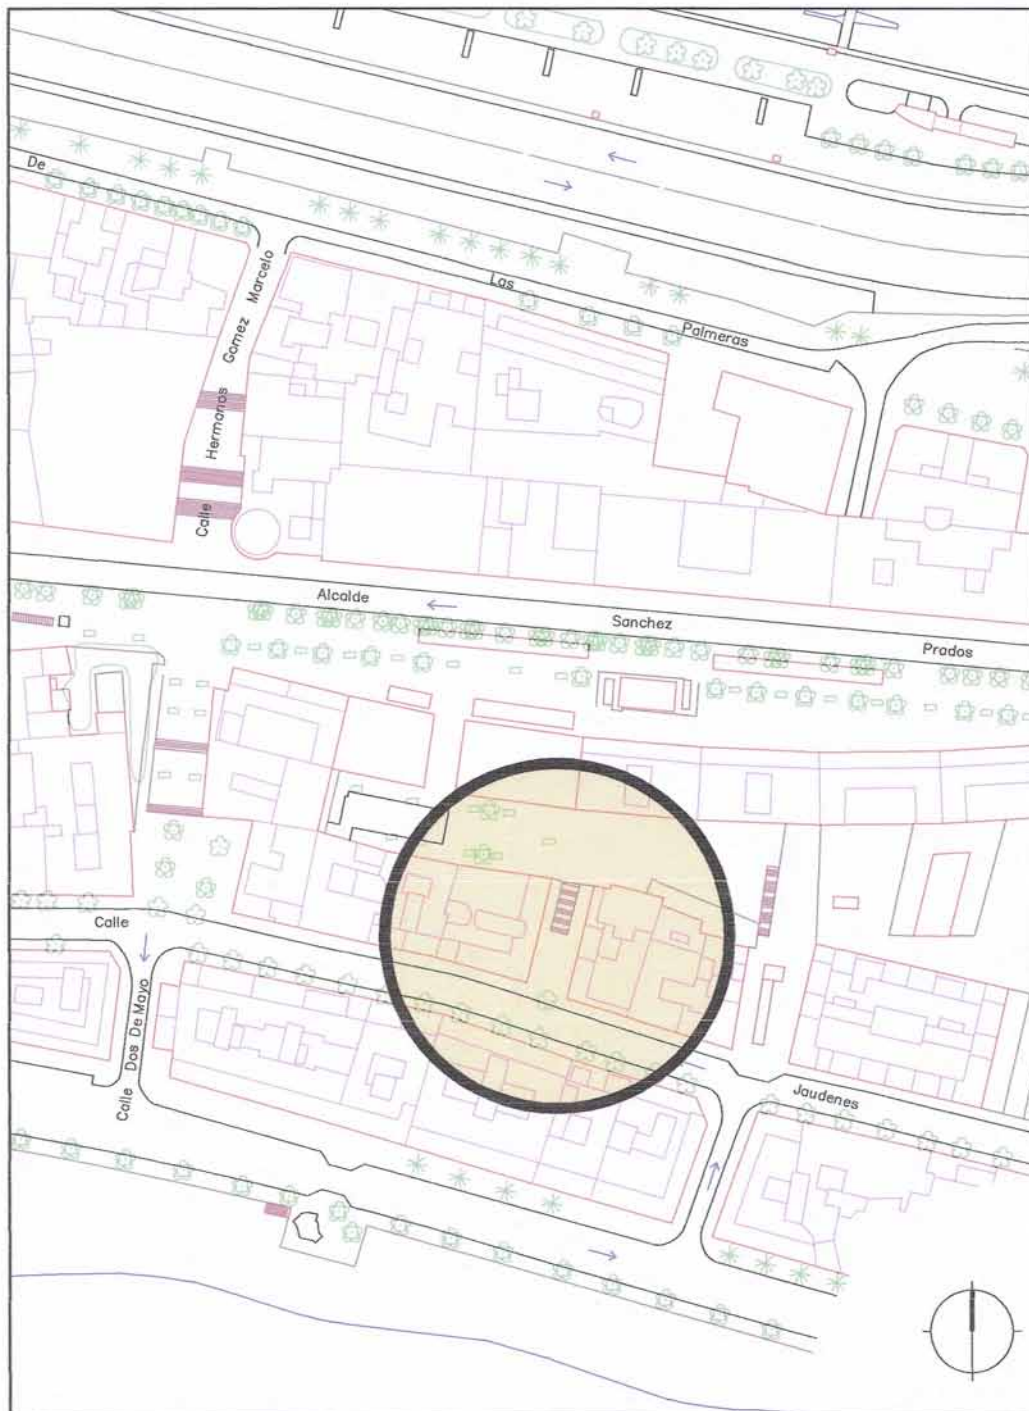 De
Las
Palmeras
Calle Hermanos Gomez Marcelo
Alcalde
Sanchez
Prados
Calle
Jaudenes
Calle Dos De Mayo